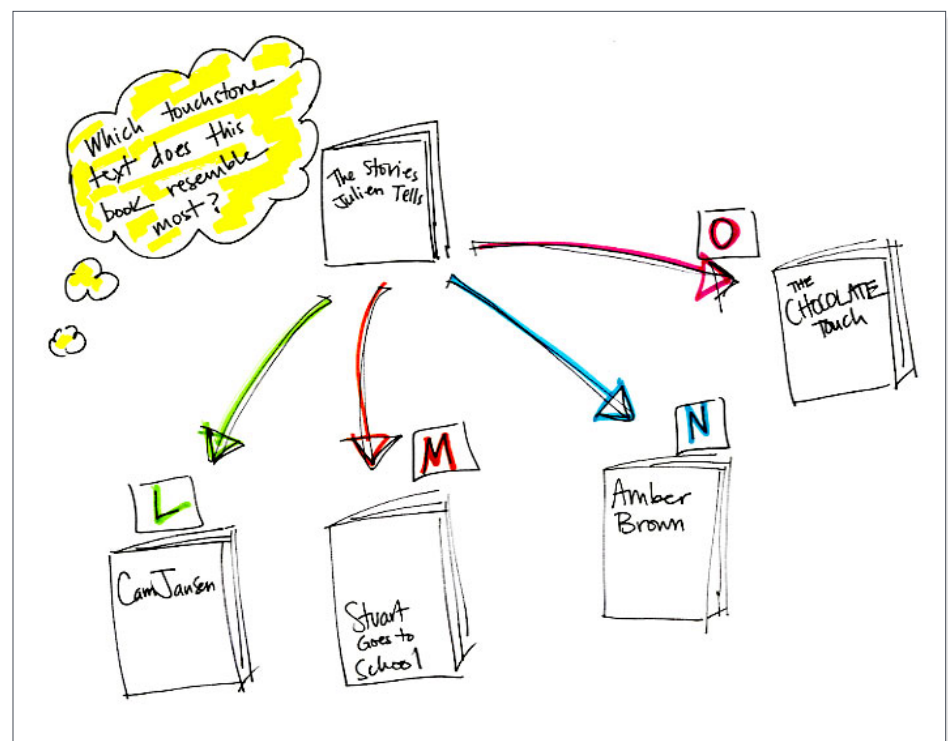 Which touchstone
text does this
book resemble
most?
The Stories
Julien Tells
O
THE
CHOCOLATE
Touch
N
Amber
Brown
M
Stuart
Goes to
School
L
Cam Jansen